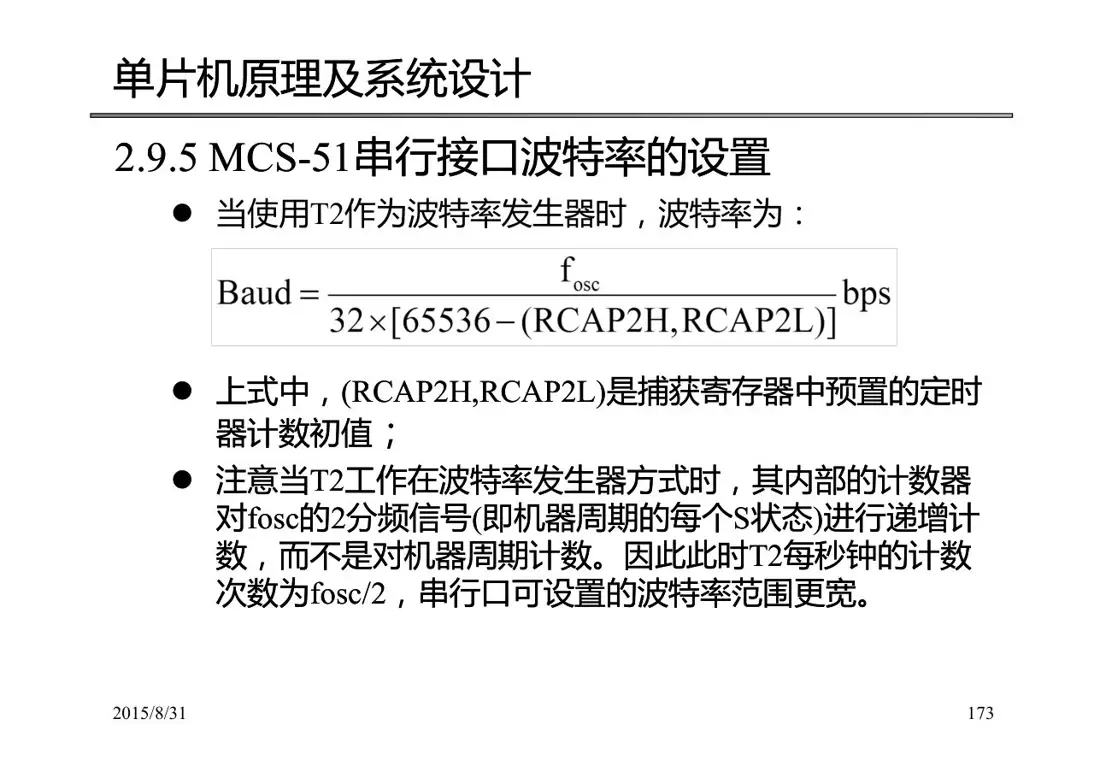 单片机原理及系统设计
2.9.5 MCS-51串行接口波特率的设置
● 当使用T2作为波特率发生器时，波特率为：
Baud = fosc / 32×[65536−(RCAP2H,RCAP2L)] bps
● 上式中，(RCAP2H,RCAP2L)是捕获寄存器中预置的定时
器计数初值；
● 注意当T2工作在波特率发生器方式时，其内部的计数器
对fosc的2分频信号(即机器周期的每个S状态)进行递增计
数，而不是对机器周期计数。因此此时T2每秒钟的计数
次数为fosc/2，串行口可设置的波特率范围更宽。
2015/8/31
173